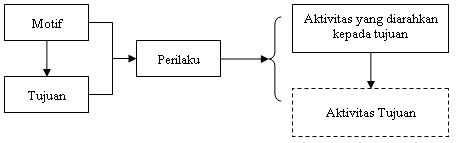 Motif
Tujuan
Perilaku
Aktivitas yang diarahkan
kepada tujuan
Aktivitas Tujuan